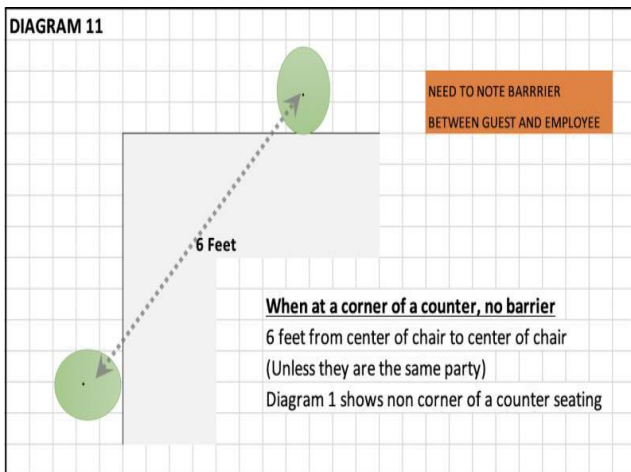 DIAGRAM 11
NEED TO NOTE BARRRIER
BETWEEN GUEST AND EMPLOYEE
6 Feet
When at a corner of a counter, no barrier
6 feet from center of chair to center of chair
(Unless they are the same party)
Diagram 1 shows non corner of a counter seating